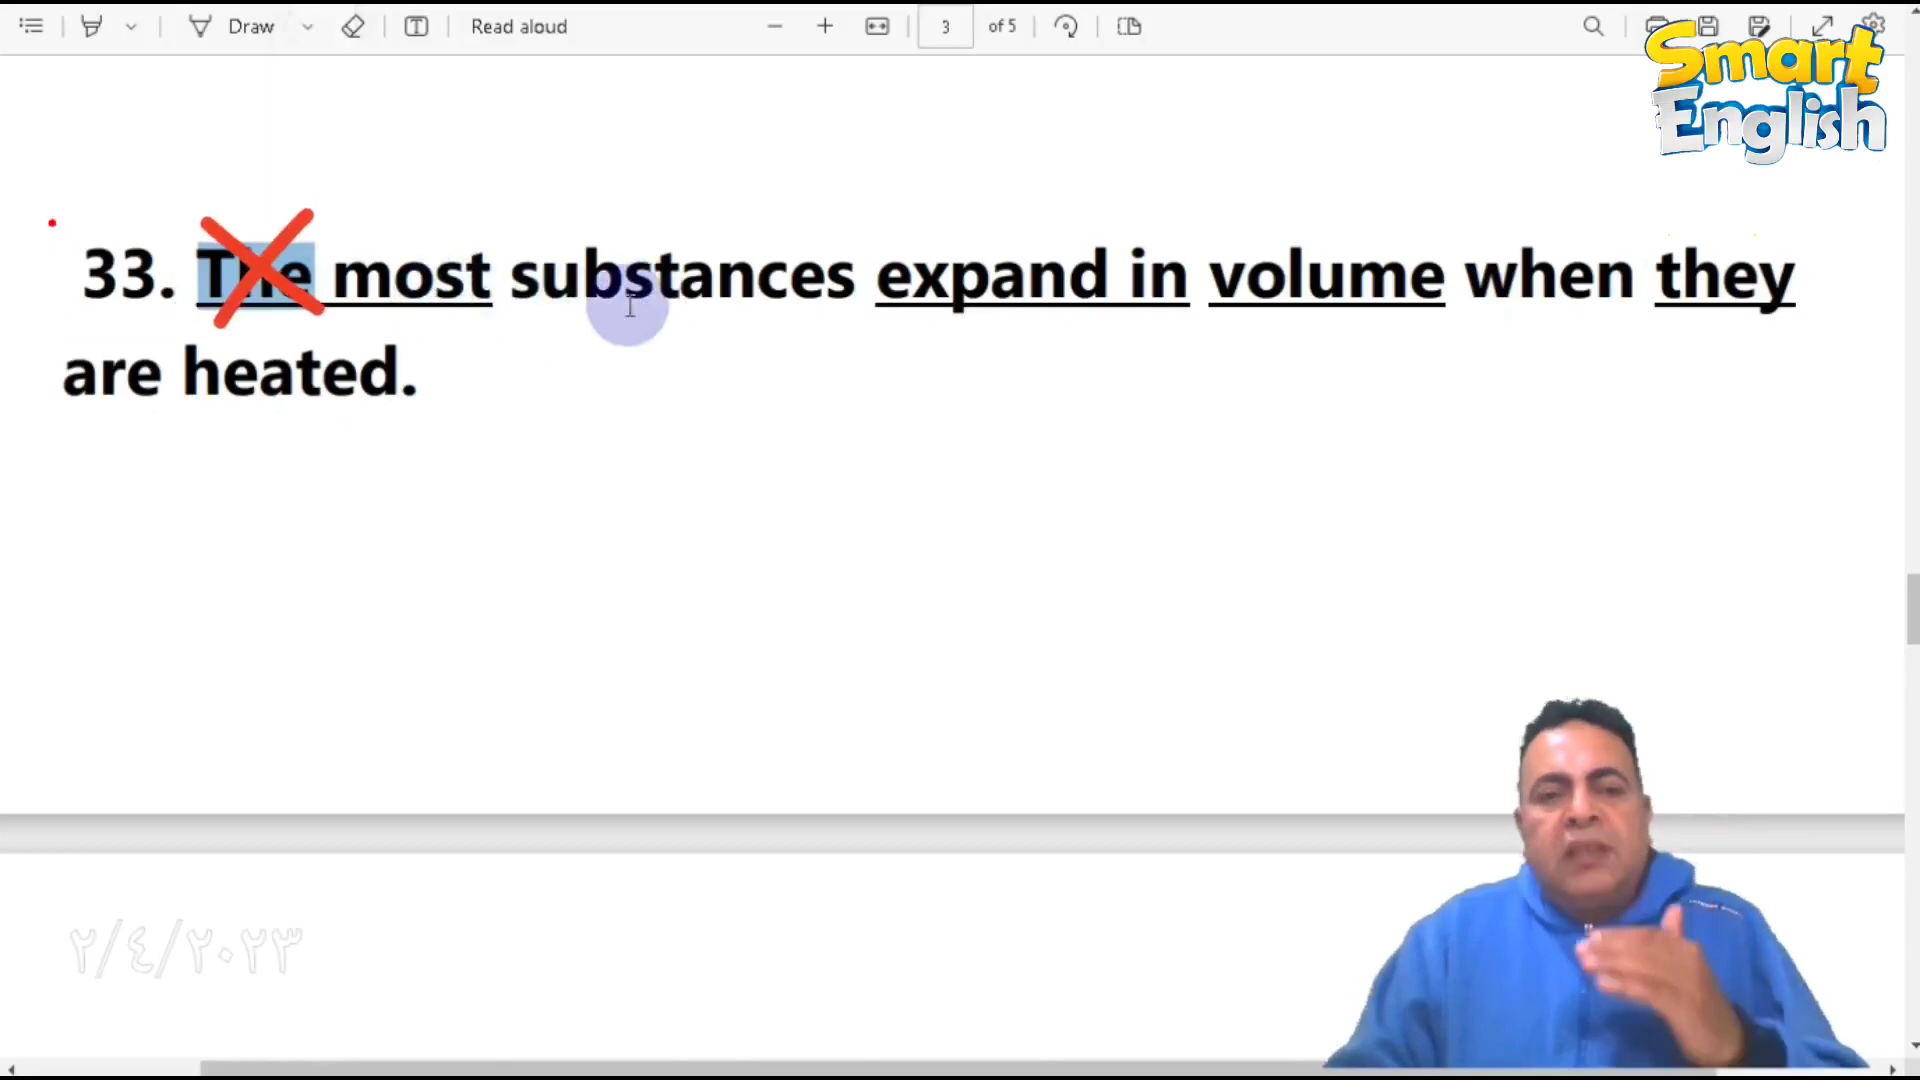 Draw
Read aloud
3
of 5
Smart
English
33. The most substances expand in volume when they
are heated.
٢/٤/٢٠٢٣